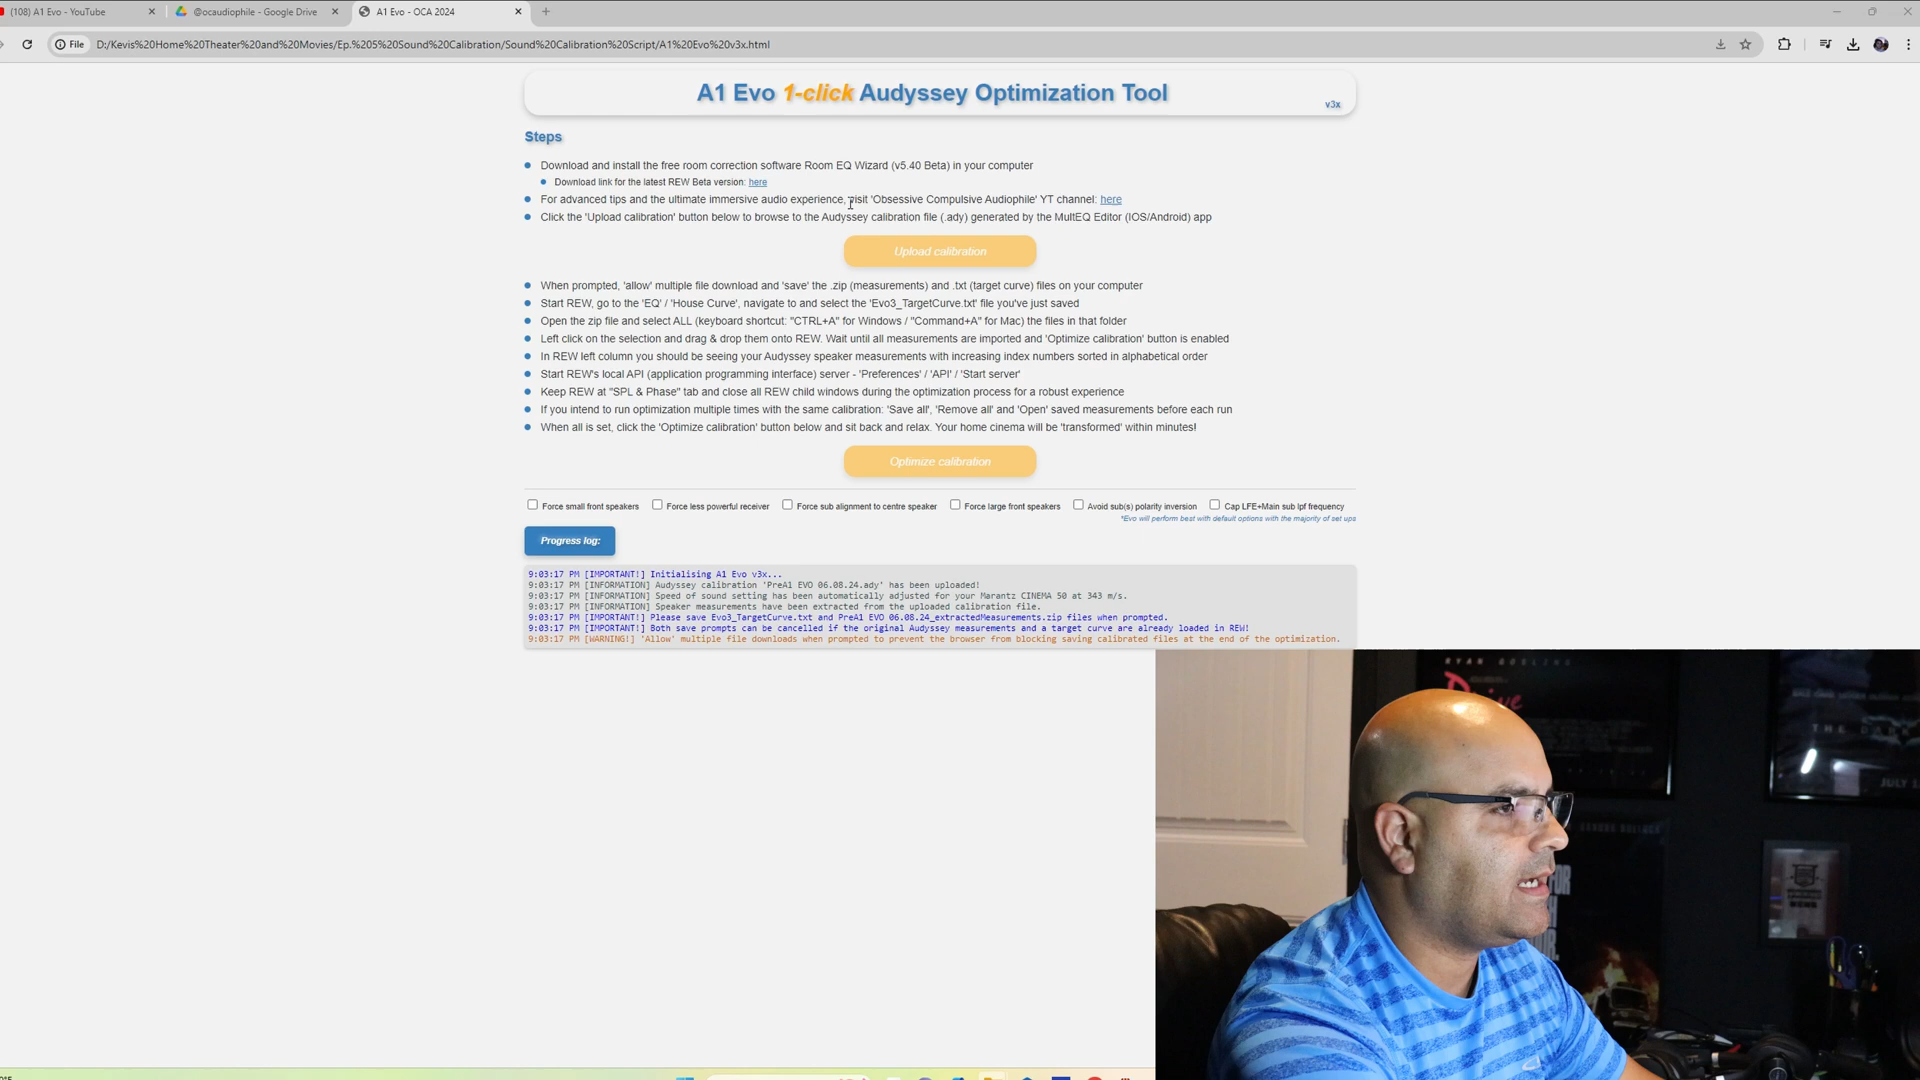 (108) A1 Evo - YouTube
@ocaudiophile - Google Drive
A1 Evo - OCA 2024
File
D:/Kevis%20Home%20Theater%20and%20Movies/Ep.%205%20Sound%20Calibration/Sound%20Calibration%20Script/A1%20Evo%20v3x.html
A1 Evo 1-click Audyssey Optimization Tool
v3x
Steps
Download and install the free room correction software Room EQ Wizard (v5.40 Beta) in your computer
Download link for the latest REW Beta version: here
For advanced tips and the ultimate immersive audio experience, visit 'Obsessive Compulsive Audiophile' YT channel: here
Click the 'Upload calibration' button below to browse to the Audyssey calibration file (.ady) generated by the MultEQ Editor (IOS/Android) app
Upload calibration
When prompted, 'allow' multiple file download and 'save' the .zip (measurements) and .txt (target curve) files on your computer
Start REW, go to the 'EQ' / 'House Curve', navigate to and select the 'Evo3_TargetCurve.txt' file you've just saved
Open the zip file and select ALL (keyboard shortcut: "CTRL+A" for Windows / "Command+A" for Mac) the files in that folder
Left click on the selection and drag & drop them onto REW. Wait until all measurements are imported and 'Optimize calibration' button is enabled
In REW left column you should be seeing your Audyssey speaker measurements with increasing index numbers sorted in alphabetical order
Start REW's local API (application programming interface) server - 'Preferences' / 'API' / 'Start server'
Keep REW at "SPL & Phase" tab and close all REW child windows during the optimization process for a robust experience
If you intend to run optimization multiple times with the same calibration: 'Save all', 'Remove all' and 'Open' saved measurements before each run
When all is set, click the 'Optimize calibration' button below and sit back and relax. Your home cinema will be 'transformed' within minutes!
Optimize calibration
Force small front speakers
Force less powerful receiver
Force sub alignment to centre speaker
Force large front speakers
Avoid sub(s) polarity inversion
Cap LFE+Main sub lpf frequency
*Evo will perform best with default options with the majority of set ups
Progress log:
9:03:17 PM [IMPORTANT!] Initialising A1 Evo v3x...
9:03:17 PM [INFORMATION] Audyssey calibration 'PreA1 EVO 06.08.24.ady' has been uploaded!
9:03:17 PM [INFORMATION] Speed of sound setting has been automatically adjusted for your Marantz CINEMA 50 at 343 m/s.
9:03:17 PM [INFORMATION] Speaker measurements have been extracted from the uploaded calibration file.
9:03:17 PM [IMPORTANT!] Please save Evo3_TargetCurve.txt and PreA1 EVO 06.08.24_extractedMeasurements.zip files when prompted.
9:03:17 PM [IMPORTANT!] Both save prompts can be cancelled if the original Audyssey measurements and a target curve are already loaded in REW!
9:03:17 PM [WARNING!] 'Allow' multiple file downloads when prompted to prevent the browser from blocking saving calibrated files at the end of the optimization.
RYAN GOSLING
Drive
THE DARK